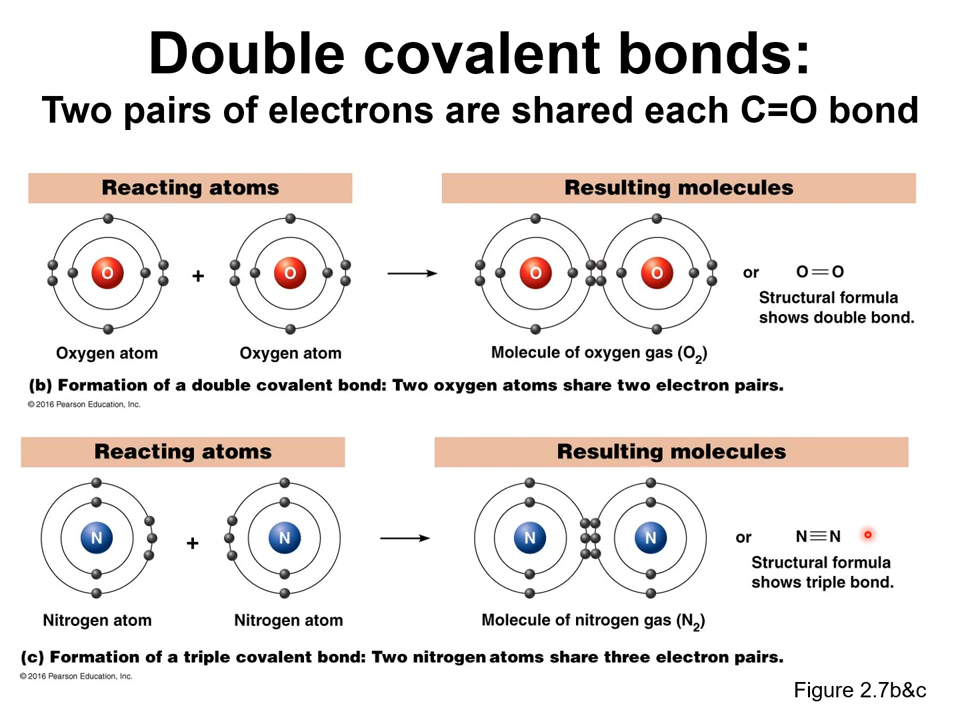 Double covalent bonds:
Two pairs of electrons are shared each C=O bond
Reacting atoms
Resulting molecules
O
+
O
O
O
or
O=O
Structural formula
shows double bond.
Oxygen atom
Oxygen atom
Molecule of oxygen gas (O₂)
(b) Formation of a double covalent bond: Two oxygen atoms share two electron pairs.
© 2016 Pearson Education, Inc.
Reacting atoms
Resulting molecules
N
+
N
N
N
or
N≡N
Structural formula
shows triple bond.
Nitrogen atom
Nitrogen atom
Molecule of nitrogen gas (N₂)
(c) Formation of a triple covalent bond: Two nitrogen atoms share three electron pairs.
© 2016 Pearson Education, Inc.
Figure 2.7b&c